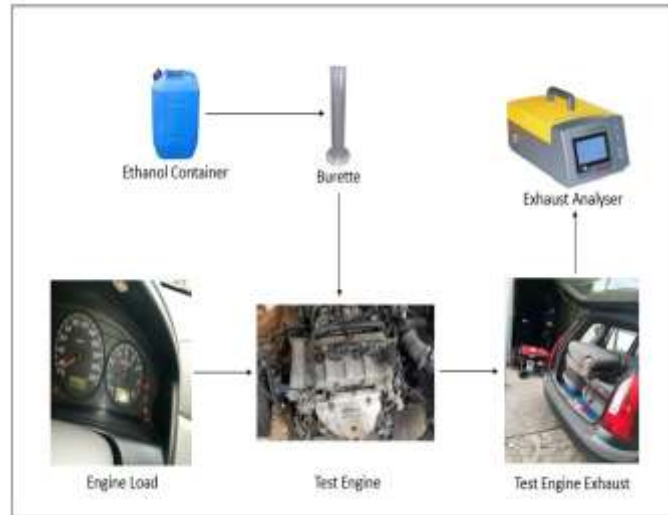 Ethanol Container
Burette
Exhaust Analyser
Engine Load
Test Engine
Test Engine Exhaust